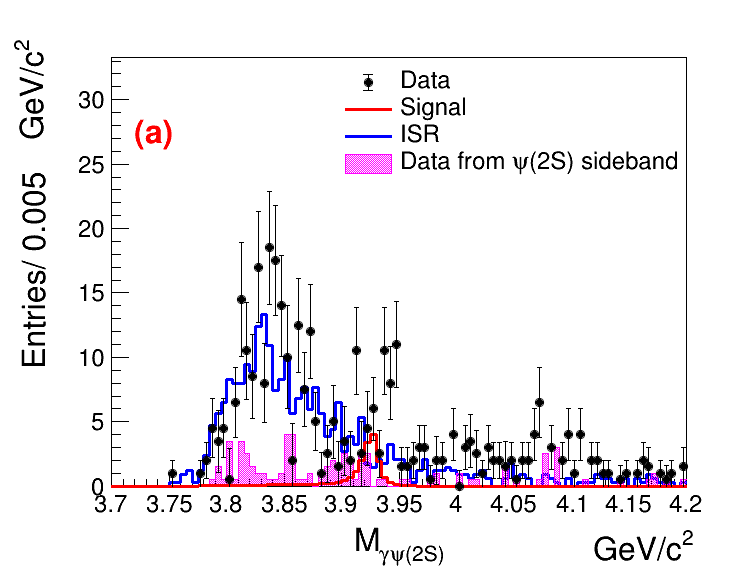 Entries/ 0.005 GeV/c²
(a)
Data
Signal
ISR
Data from ψ(2S) sideband
30
25
20
15
10
5
0
3.7 3.75 3.8 3.85 3.9 3.95 4 4.05 4.1 4.15 4.2
M_γψ(2S)
GeV/c²